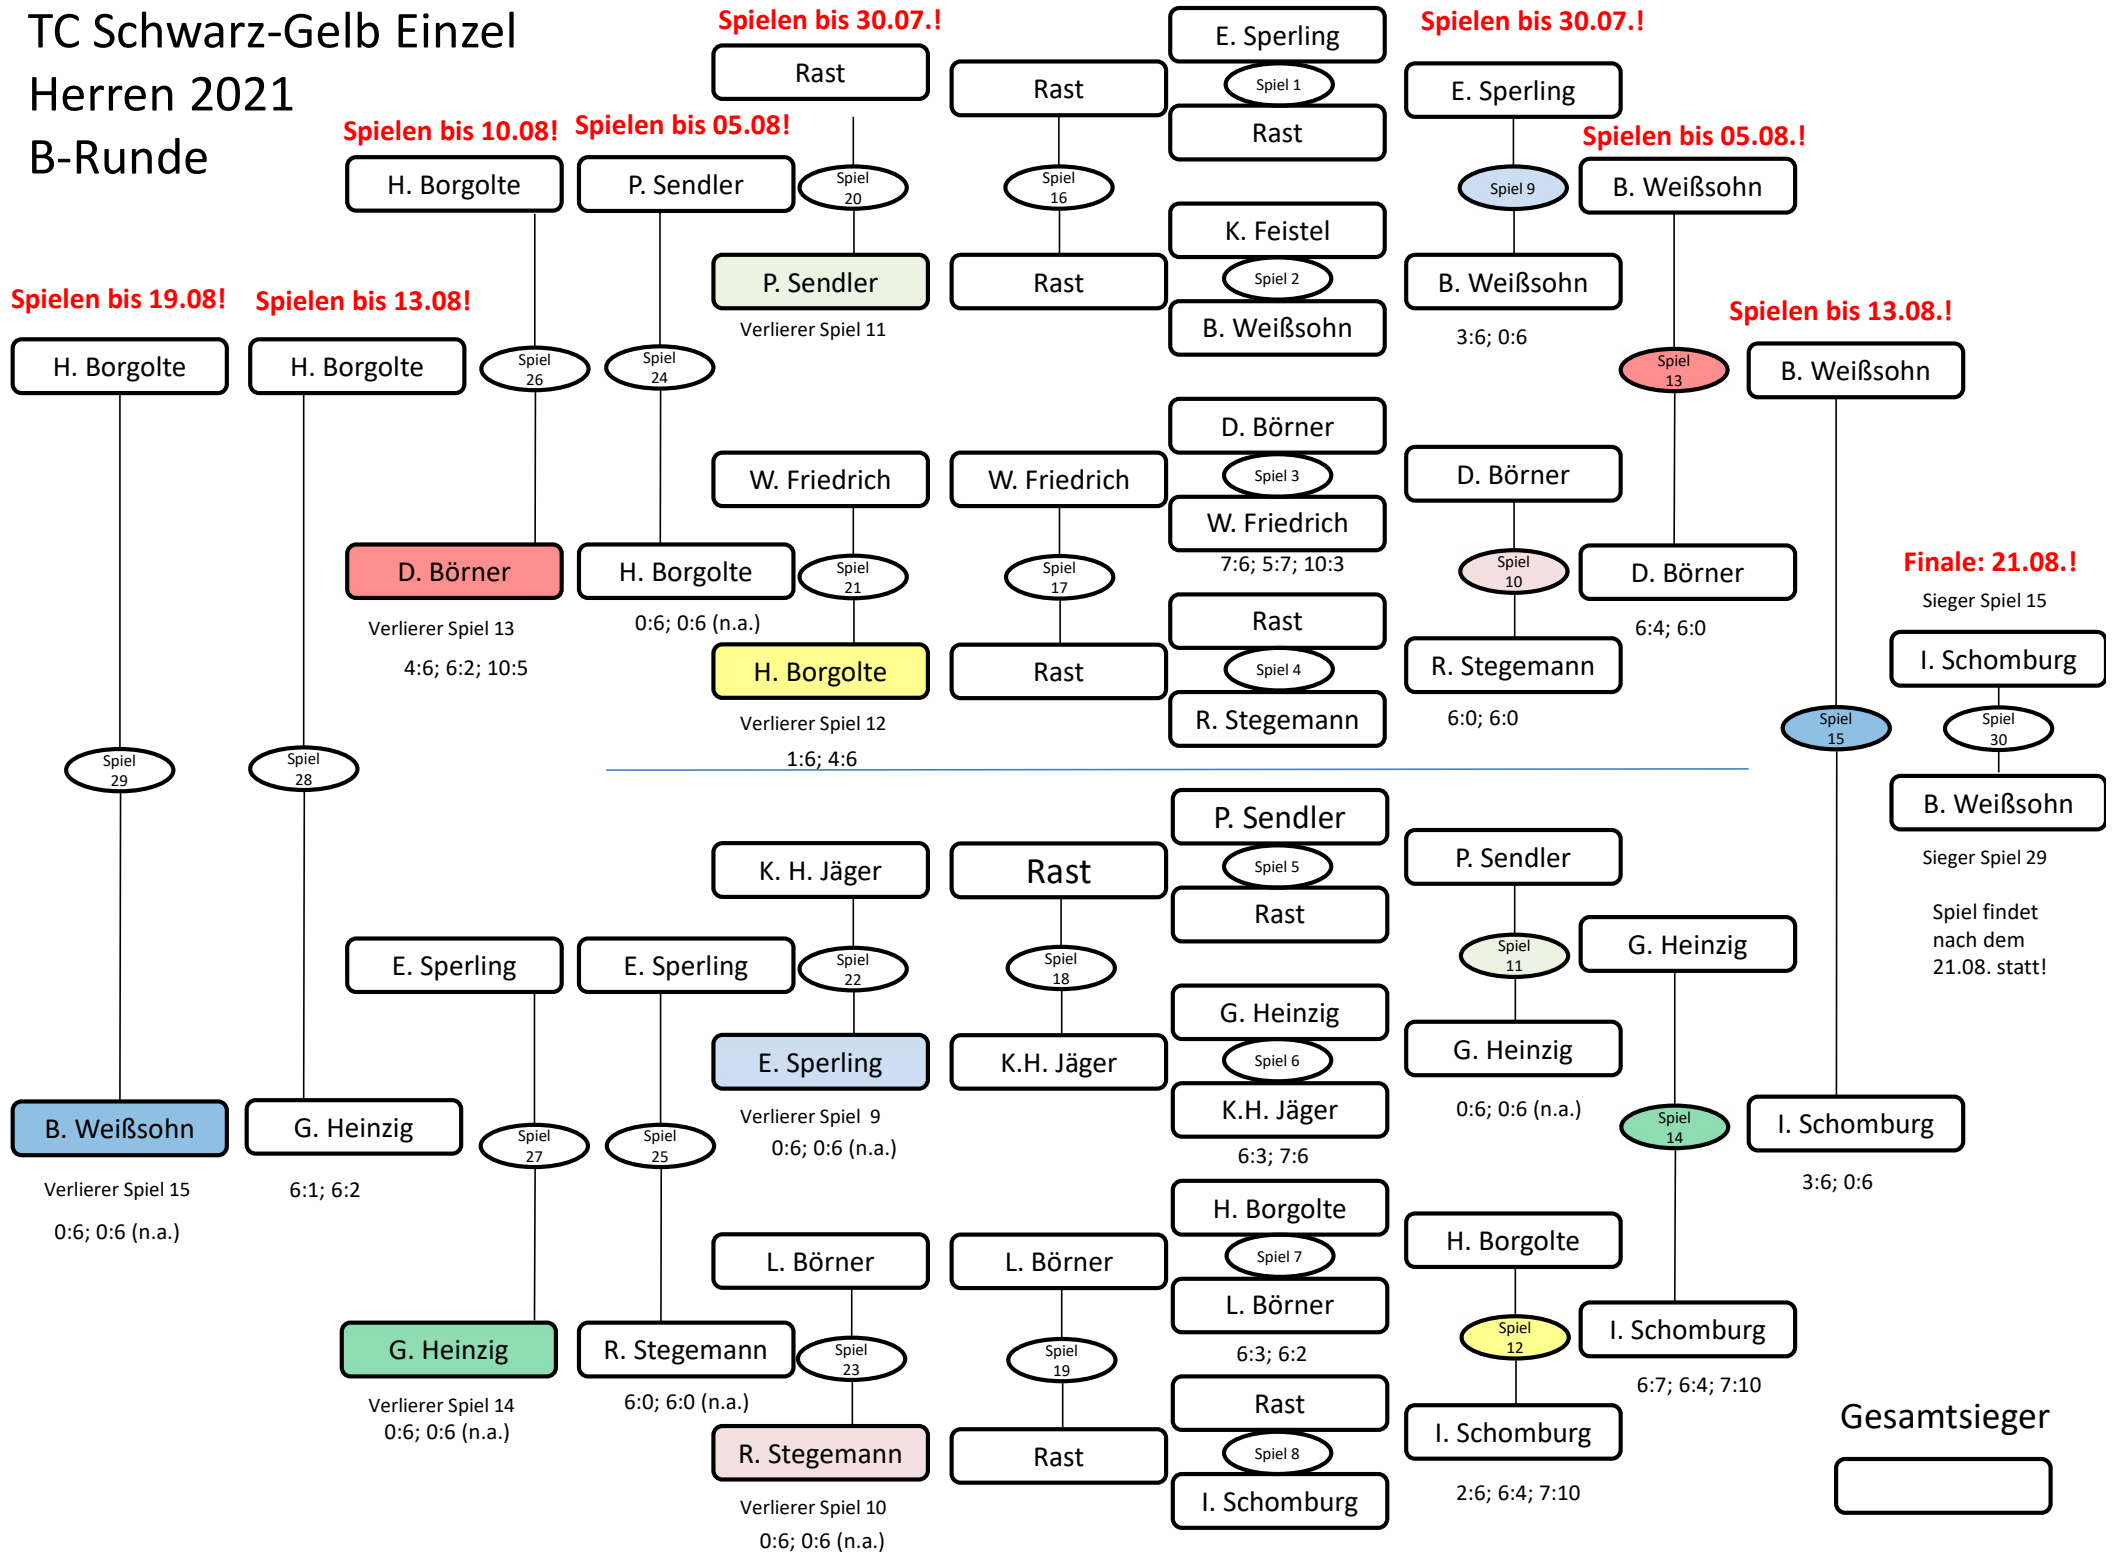 TC Schwarz-Gelb Einzel
Herren 2021
B-Runde
Spielen bis 19.08!
H. Borgolte
Spiel
29
B. Weißsohn
Verlierer Spiel 15
0:6; 0:6 (n.a.)
Spielen bis 13.08!
H. Borgolte
Spiel
28
G. Heinzig
6:1; 6:2
Spielen bis 10.08!
H. Borgolte
Spiel
26
D. Börner
Verlierer Spiel 13
4:6; 6:2; 10:5
E. Sperling
Spiel
27
G. Heinzig
Verlierer Spiel 14
0:6; 0:6 (n.a.)
Spielen bis 05.08!
P. Sendler
Spiel
24
H. Borgolte
0:6; 0:6 (n.a.)
E. Sperling
Spiel
25
R. Stegemann
6:0; 6:0 (n.a.)
Spielen bis 30.07.!
Rast
Spiel
20
P. Sendler
Verlierer Spiel 11
W. Friedrich
Spiel
21
H. Borgolte
Verlierer Spiel 12
1:6; 4:6
K. H. Jäger
Spiel
22
E. Sperling
Verlierer Spiel 9
0:6; 0:6 (n.a.)
L. Börner
Spiel
23
R. Stegemann
Verlierer Spiel 10
0:6; 0:6 (n.a.)
Rast
Spiel
16
Rast
W. Friedrich
Spiel
17
Rast
Rast
Spiel
18
K.H. Jäger
L. Börner
Spiel
19
Rast
E. Sperling
Spiel 1
Rast
K. Feistel
Spiel 2
B. Weißsohn
D. Börner
Spiel 3
W. Friedrich
7:6; 5:7; 10:3
Rast
Spiel 4
R. Stegemann
P. Sendler
Spiel 5
Rast
G. Heinzig
Spiel 6
K.H. Jäger
6:3; 7:6
H. Borgolte
Spiel 7
L. Börner
6:3; 6:2
Rast
Spiel 8
I. Schomburg
Spielen bis 30.07.!
E. Sperling
Spiel 9
B. Weißsohn
3:6; 0:6
D. Börner
Spiel
10
R. Stegemann
6:0; 6:0
P. Sendler
Spiel
11
G. Heinzig
0:6; 0:6 (n.a.)
H. Borgolte
Spiel
12
I. Schomburg
2:6; 6:4; 7:10
Spielen bis 05.08.!
B. Weißsohn
Spiel
13
D. Börner
6:4; 6:0
G. Heinzig
Spiel
14
I. Schomburg
6:7; 6:4; 7:10
Spielen bis 13.08.!
B. Weißsohn
Spiel
15
I. Schomburg
3:6; 0:6
Finale: 21.08.!
Sieger Spiel 15
I. Schomburg
Spiel
30
B. Weißsohn
Sieger Spiel 29
Spiel findet
nach dem
21.08. statt!
Gesamtsieger